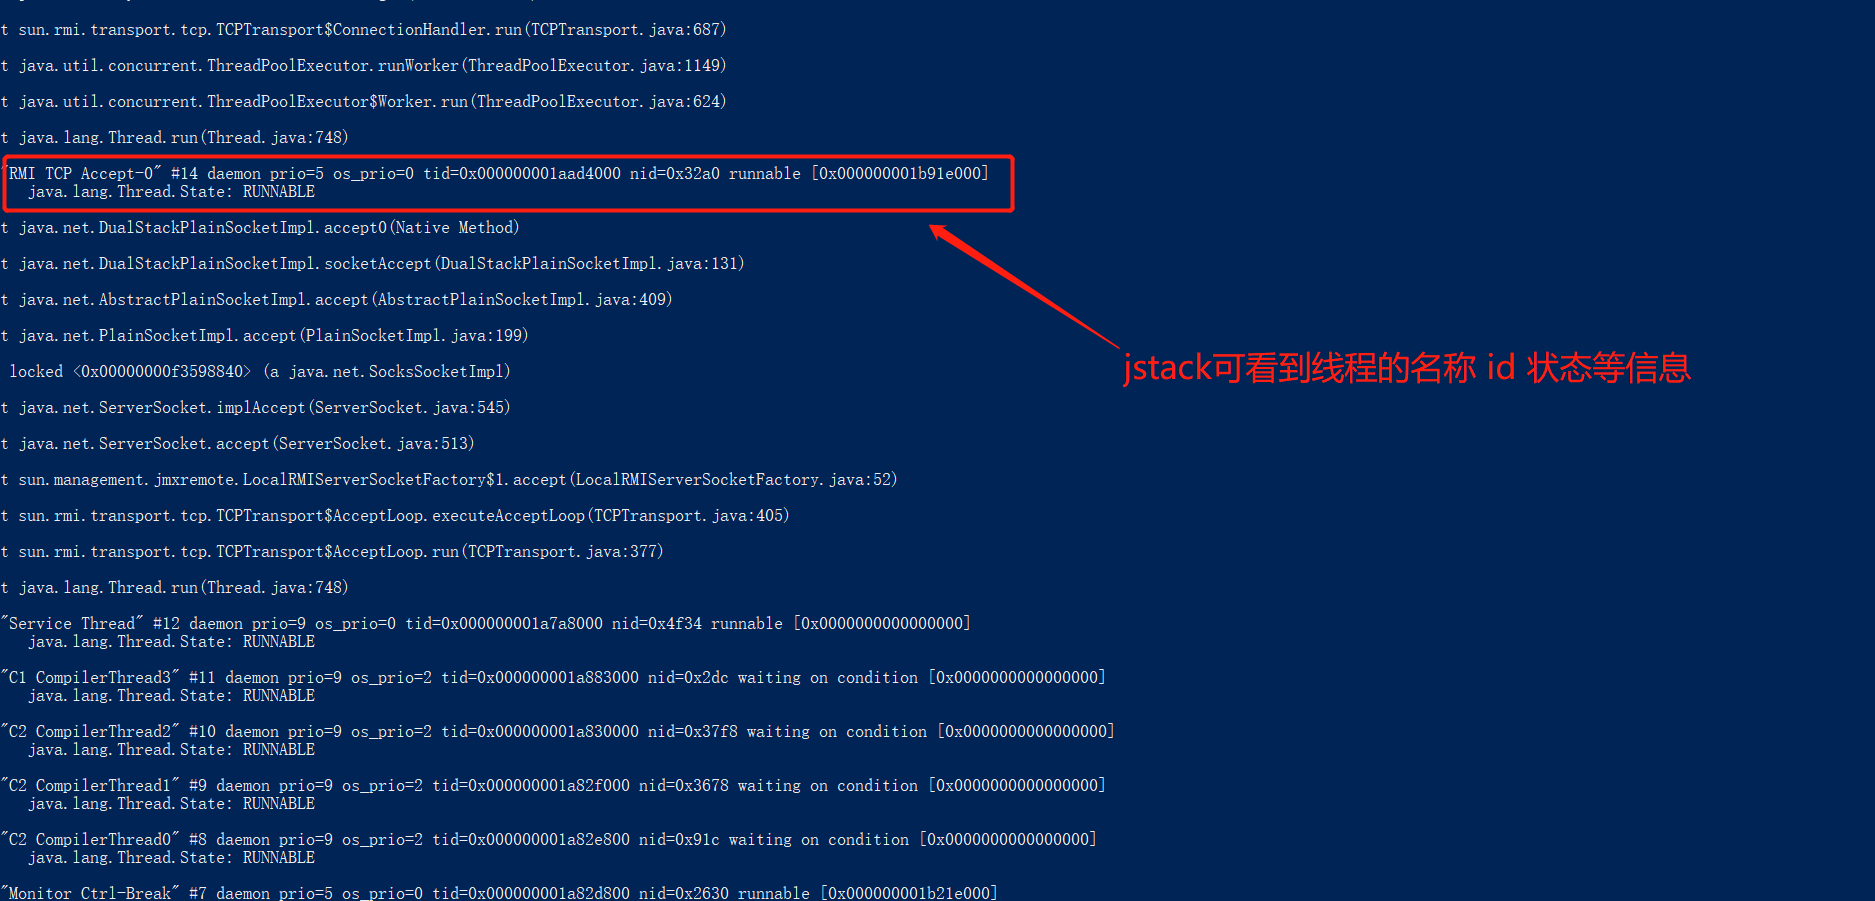 t sun.rmi.transport.tcp.TCPTransport$ConnectionHandler.run(TCPTransport.java:687)
t java.util.concurrent.ThreadPoolExecutor.runWorker(ThreadPoolExecutor.java:1149)
t java.util.concurrent.ThreadPoolExecutor$Worker.run(ThreadPoolExecutor.java:624)
t java.lang.Thread.run(Thread.java:748)
"RMI TCP Accept-0" #14 daemon prio=5 os_prio=0 tid=0x000000001aad4000 nid=0x32a0 runnable [0x000000001b91e000]
java.lang.Thread.State: RUNNABLE
t java.net.DualStackPlainSocketImpl.accept0(Native Method)
t java.net.DualStackPlainSocketImpl.socketAccept(DualStackPlainSocketImpl.java:131)
t java.net.AbstractPlainSocketImpl.accept(AbstractPlainSocketImpl.java:409)
t java.net.PlainSocketImpl.accept(PlainSocketImpl.java:199)
jstack可看到线程的名称 id 状态等信息
locked <0x00000000f3598840> (a java.net.SocksSocketImpl)
t java.net.ServerSocket.implAccept(ServerSocket.java:545)
t java.net.ServerSocket.accept(ServerSocket.java:513)
t sun.management.jmxremote.LocalRMIServerSocketFactory$1.accept(LocalRMIServerSocketFactory.java:52)
t sun.rmi.transport.tcp.TCPTransport$AcceptLoop.executeAcceptLoop(TCPTransport.java:405)
t sun.rmi.transport.tcp.TCPTransport$AcceptLoop.run(TCPTransport.java:377)
t java.lang.Thread.run(Thread.java:748)
"Service Thread" #12 daemon prio=9 os_prio=0 tid=0x000000001a7a8000 nid=0x4f34 runnable [0x0000000000000000]
java.lang.Thread.State: RUNNABLE
"C1 CompilerThread3" #11 daemon prio=9 os_prio=2 tid=0x000000001a883000 nid=0x2dc waiting on condition [0x0000000000000000]
java.lang.Thread.State: RUNNABLE
"C2 CompilerThread2" #10 daemon prio=9 os_prio=2 tid=0x000000001a830000 nid=0x37f8 waiting on condition [0x0000000000000000]
java.lang.Thread.State: RUNNABLE
"C2 CompilerThread1" #9 daemon prio=9 os_prio=2 tid=0x000000001a82f000 nid=0x3678 waiting on condition [0x0000000000000000]
java.lang.Thread.State: RUNNABLE
"C2 CompilerThread0" #8 daemon prio=9 os_prio=2 tid=0x000000001a82e800 nid=0x91c waiting on condition [0x0000000000000000]
java.lang.Thread.State: RUNNABLE
"Monitor Ctrl-Break" #7 daemon prio=5 os_prio=0 tid=0x000000001a82d800 nid=0x2630 runnable [0x000000001b21e000]